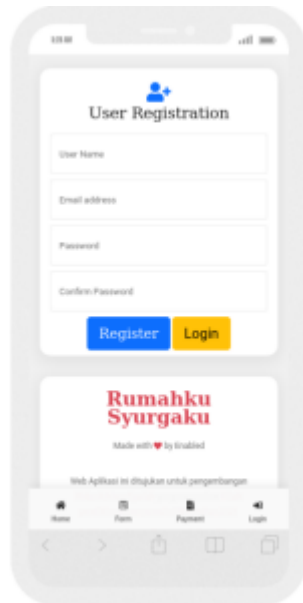 User Registration
User Name
Email address
Password
Confirm Password
Register Login
Rumahku
Syurgaku
Made with ❤ by
Web Aplikasi ini ditujukan untuk pengembangan
Home Form Payment Login